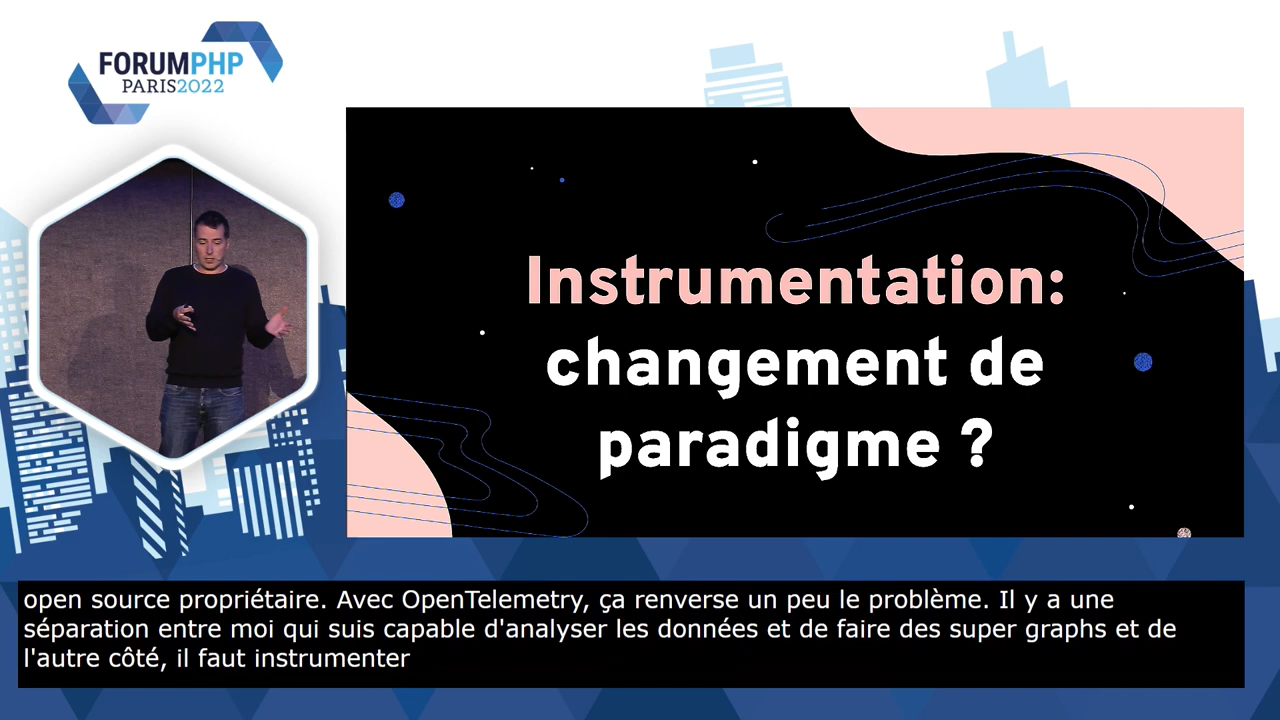 FORUMPHP
PARIS2022
Instrumentation:
changement de
paradigme ?
open source propriétaire. Avec OpenTelemetry, ça renverse un peu le problème. Il y a une
séparation entre moi qui suis capable d'analyser les données et de faire des super graphs et de
l'autre côté, il faut instrumenter